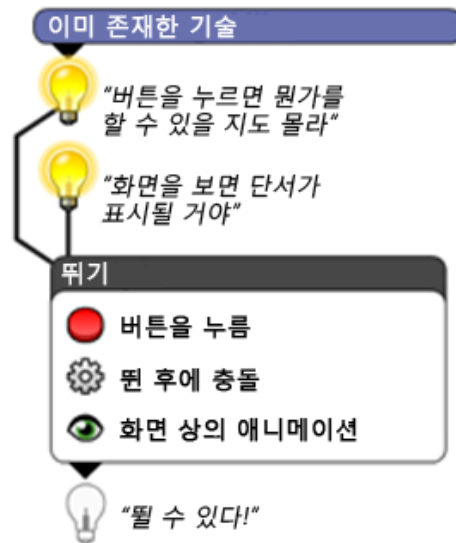 이미 존재한 기술
“버튼을 누르면 뭔가를
할 수 있을 지도 몰라“
“화면을 보면 단서가
표시될 거야”
뛰기
버튼을 누름
뛴 후에 충돌
화면 상의 애니메이션
“뛸 수 있다!”